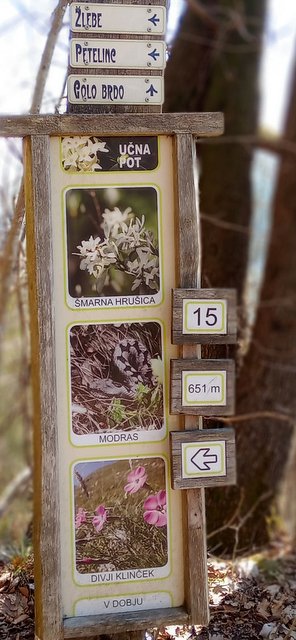 ŽLEBE
PETELINC
GOLO BRDO
UČNA
POT
ŠMARNA HRUŠICA
15
651 m
MODRAS
DIVJI KLINČEK
V DOBJU